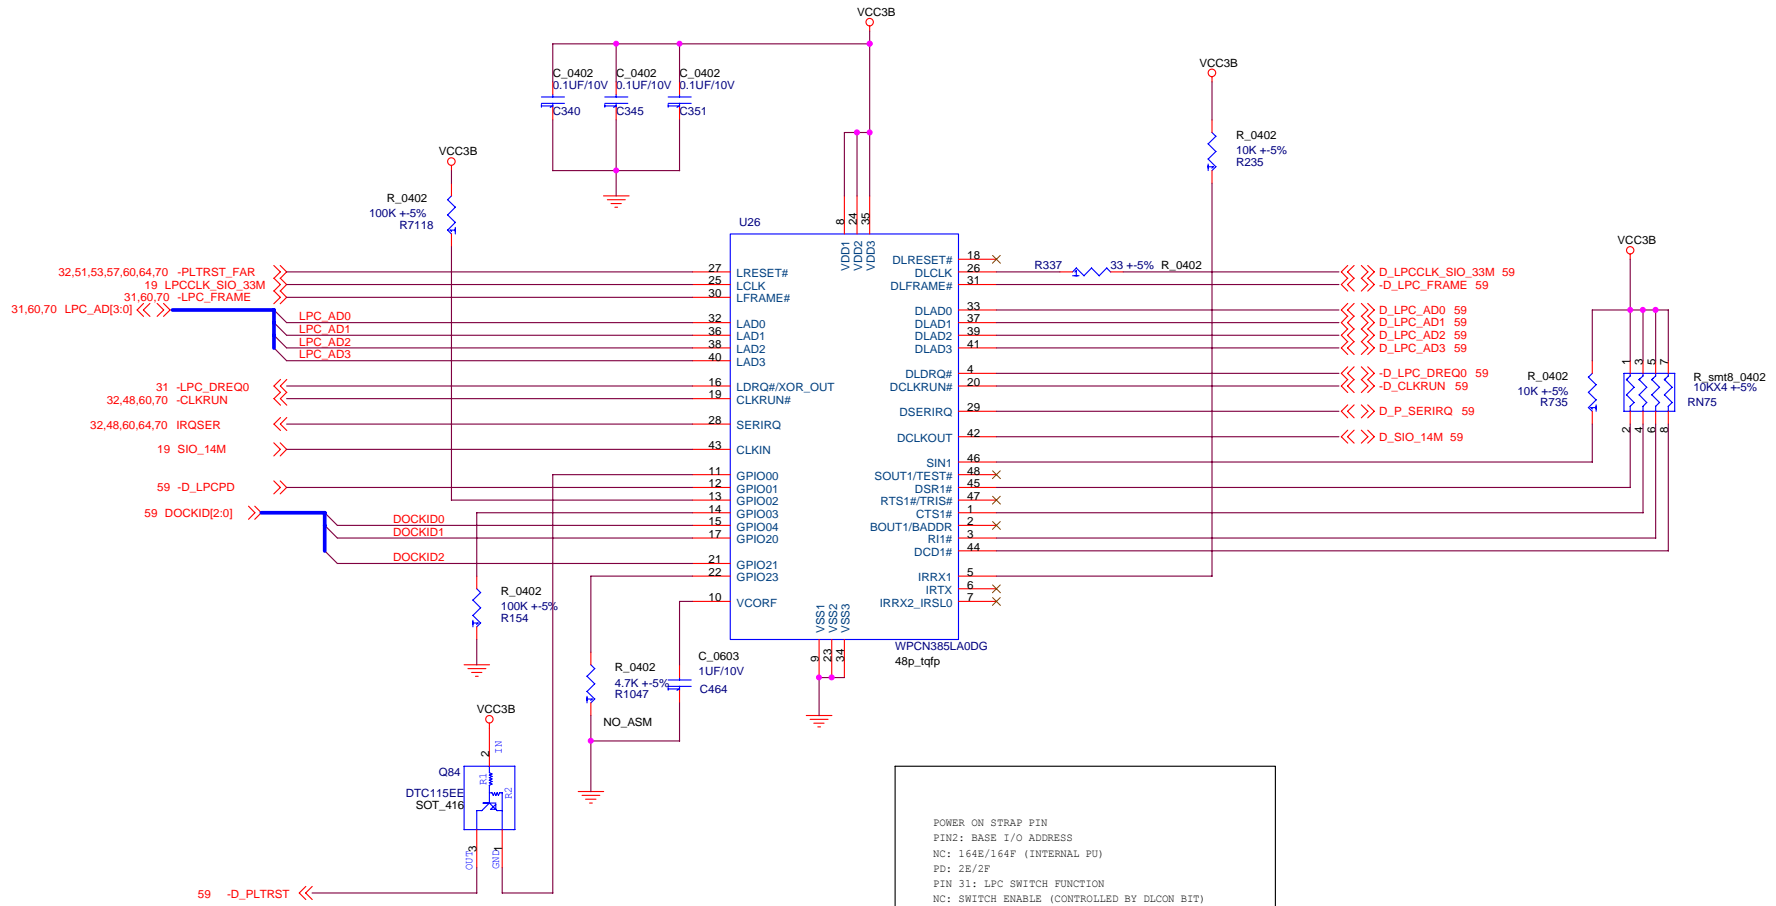 VCC3B
C_0402
0.1UF/10V
C340
C_0402
0.1UF/10V
C345
C_0402
0.1UF/10V
C351
VCC3B
R_0402
10K +-5%
R235
VCC3B
R_0402
100K +-5%
R7118
U26
8
24
35
VDD1
VDD2
VDD3
32,51,53,57,60,64,70 -PLTRST_FAR
19 LPCCLK_SIO_33M
31,60,70 -LPC_FRAME
31,60,70 LPC_AD[3:0]
LPC_AD0
LPC_AD1
LPC_AD2
LPC_AD3
31 -LPC_DREQ0
32,48,60,70 -CLKRUN
32,48,60,64,70 IRQSER
19 SIO_14M
59 -D_LPCPD
59 DOCKID[2:0]
DOCKID0
DOCKID1
DOCKID2
27 LRESET#
25 LCLK
30 LFRAME#
32 LAD0
36 LAD1
38 LAD2
40 LAD3
16 LDRQ#/XOR_OUT
19 CLKRUN#
28 SERIRQ
43 CLKIN
11 GPIO00
12 GPIO01
13 GPIO02
14 GPIO03
15 GPIO04
17 GPIO20
21 GPIO21
22 GPIO23
10 VCORF
DLRESET# 18
DLCLK 26
DLFRAME# 31
DLAD0 33
DLAD1 37
DLAD2 39
DLAD3 41
DLDRQ# 4
DCLKRUN# 20
DSERIRQ 29
DCLKOUT 42
SIN1 46
SOUT1/TEST# 48
DSR1# 45
RTS1#/TRIS# 47
CTS1# 1
BOUT1/BADDR 2
RI1# 3
DCD1# 44
IRRX1 5
IRTX 6
IRRX2_IRSL0 7
R337 33 +-5% R_0402
D_LPCCLK_SIO_33M 59
-D_LPC_FRAME 59
D_LPC_AD0 59
D_LPC_AD1 59
D_LPC_AD2 59
D_LPC_AD3 59
-D_LPC_DREQ0 59
-D_CLKRUN 59
D_P_SERIRQ 59
D_SIO_14M 59
VCC3B
R_0402
10K +-5%
R735
1
3
5
7
R_smt8_0402
10KX4 +-5%
RN75
2
4
6
8
VSS1
VSS2
VSS3
9
23
34
WPCN385LA0DG
48p_tqfp
R_0402
100K +-5%
R154
R_0402
4.7K +-5%
R1047
NO_ASM
C_0603
1UF/10V
C464
VCC3B
2
IN
Q84
DTC115EE
SOT_416
R1
R2
OUT
3
GND
1
59 -D_PLTRST
POWER ON STRAP PIN
PIN2: BASE I/O ADDRESS
NC: 164E/164F (INTERNAL PU)
PD: 2E/2F
PIN 31: LPC SWITCH FUNCTION
NC: SWITCH ENABLE (CONTROLLED BY DLCON BIT)